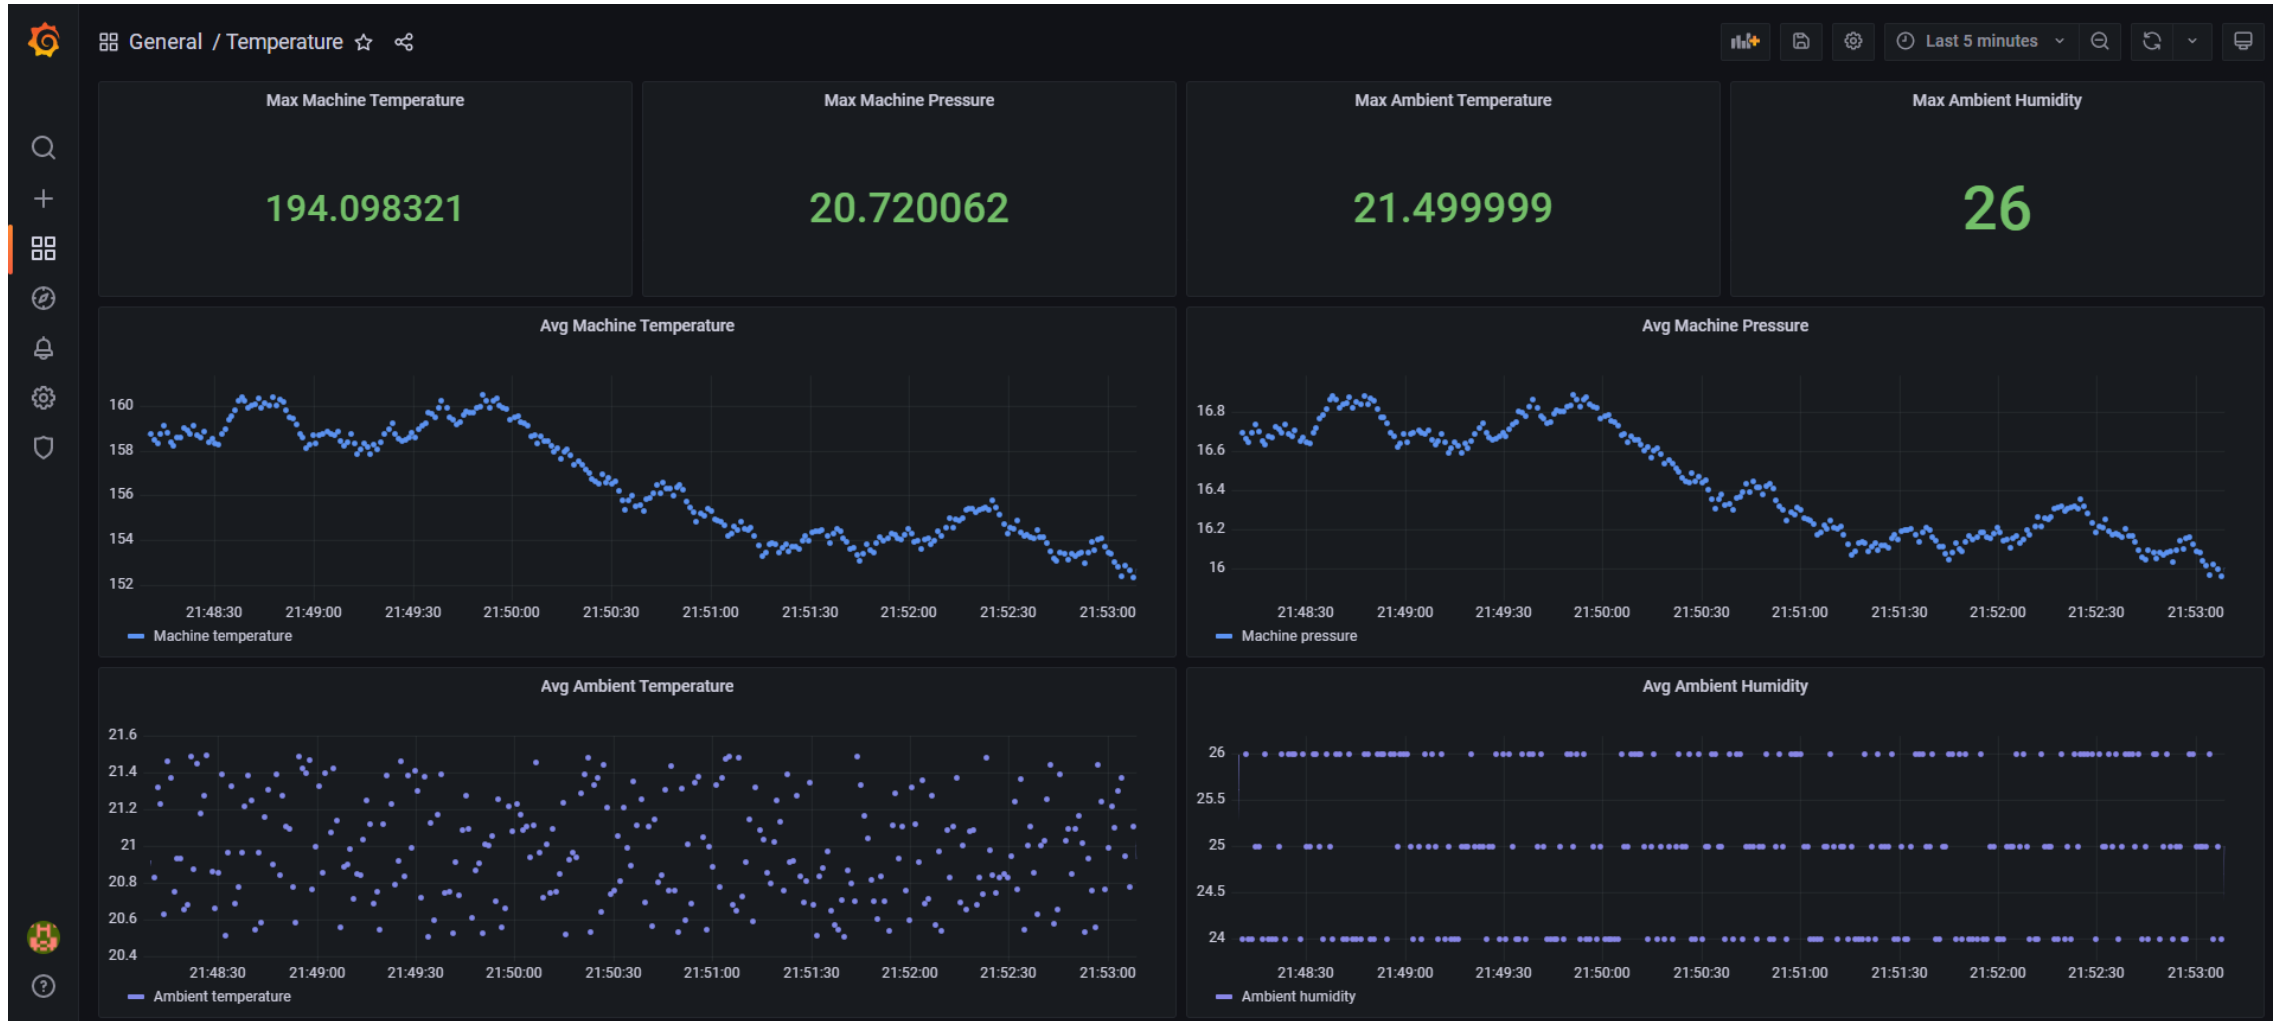 General / Temperature
Last 5 minutes
Max Machine Temperature
194.098321
Max Machine Pressure
20.720062
Max Ambient Temperature
21.499999
Max Ambient Humidity
26
Avg Machine Temperature
160
158
156
154
152
21:48:30 21:49:00 21:49:30 21:50:00 21:50:30 21:51:00 21:51:30 21:52:00 21:52:30 21:53:00
Machine temperature
Avg Machine Pressure
16.8
16.6
16.4
16.2
16
21:48:30 21:49:00 21:49:30 21:50:00 21:50:30 21:51:00 21:51:30 21:52:00 21:52:30 21:53:00
Machine pressure
Avg Ambient Temperature
21.6
21.4
21.2
21
20.8
20.6
20.4
21:48:30 21:49:00 21:49:30 21:50:00 21:50:30 21:51:00 21:51:30 21:52:00 21:52:30 21:53:00
Ambient temperature
Avg Ambient Humidity
26
25.5
25
24.5
24
21:48:30 21:49:00 21:49:30 21:50:00 21:50:30 21:51:00 21:51:30 21:52:00 21:52:30 21:53:00
Ambient humidity